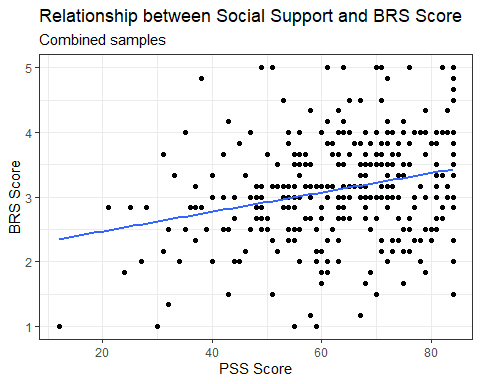 Relationship between Social Support and BRS Score
Combined samples
5
4
3
2
1
BRS Score
20
40
60
80
PSS Score